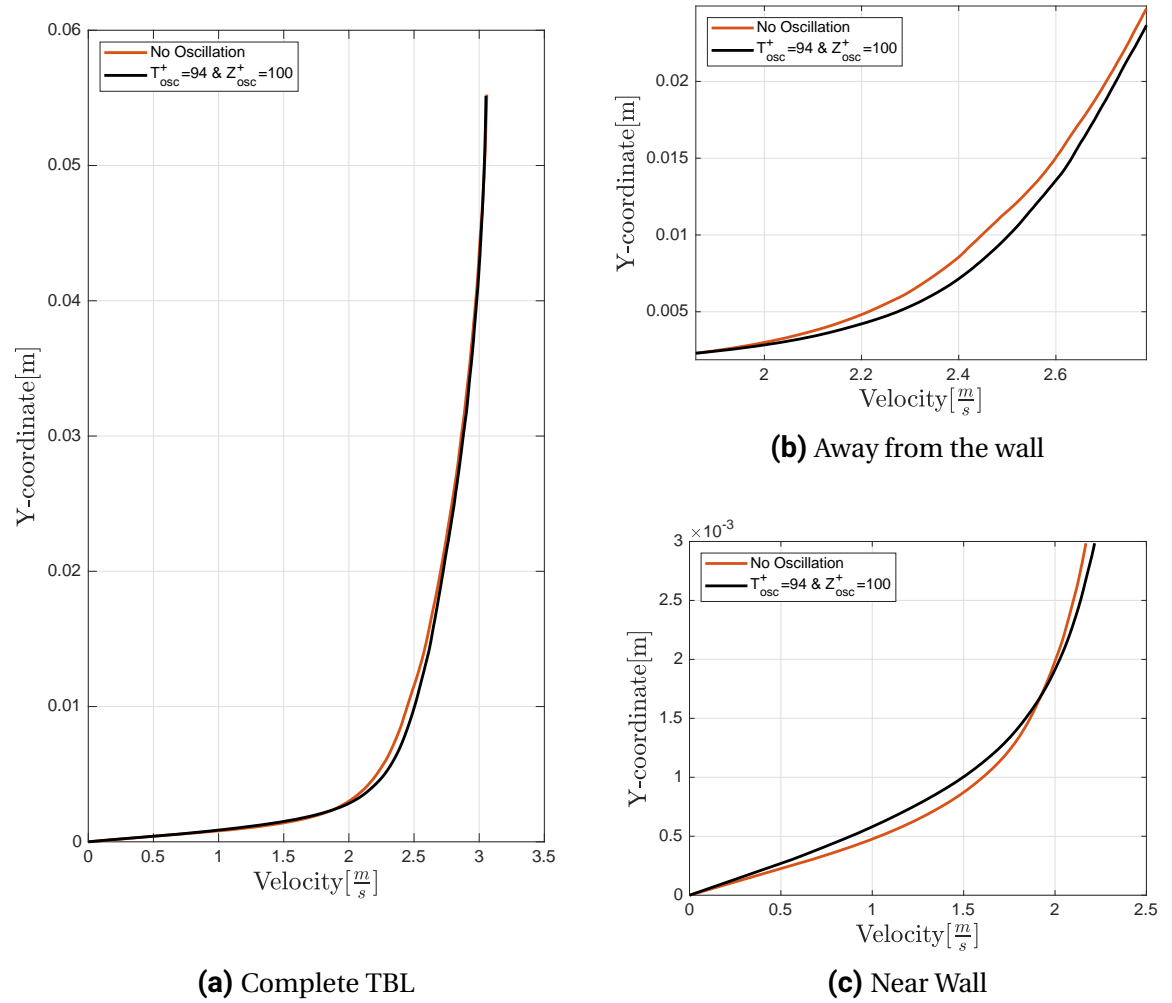 0.06
No Oscillation
T⁺osc=94 & Z⁺osc=100
0.05
0.04
0.03
0.02
0.01
0
Y-coordinate[m]
0 0.5 1 1.5 2 2.5 3 3.5
Velocity[m/s]
(a) Complete TBL
No Oscillation
T⁺osc=94 & Z⁺osc=100
0.02
0.015
0.01
0.005
Y-coordinate[m]
2 2.2 2.4 2.6
Velocity[m/s]
(b) Away from the wall
×10⁻³
3
No Oscillation
T⁺osc=94 & Z⁺osc=100
2.5
2
1.5
1
0.5
0
Y-coordinate[m]
0 0.5 1 1.5 2 2.5
Velocity[m/s]
(c) Near Wall